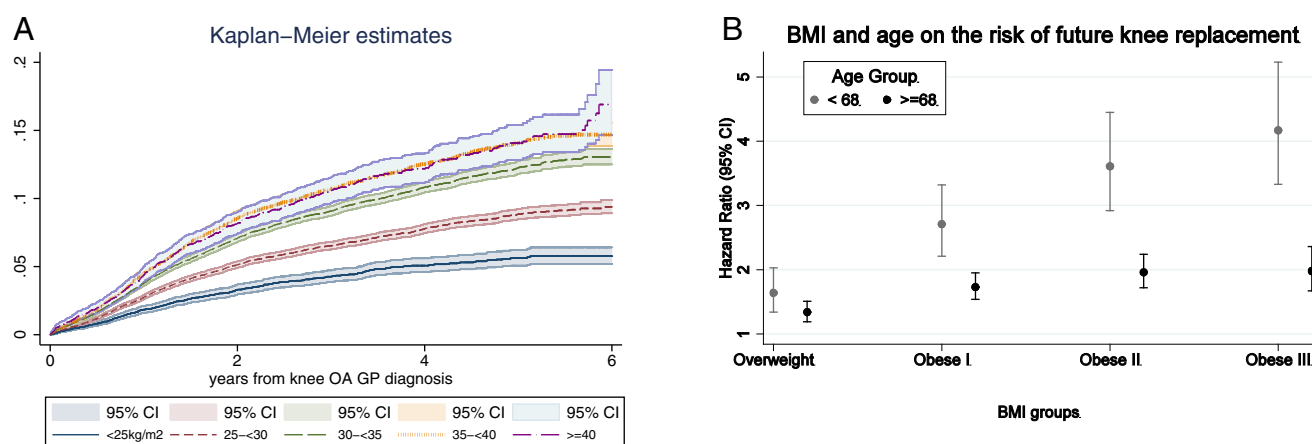 A
Kaplan–Meier estimates
.2
.15
.1
.05
0
0 2 4 6
years from knee OA GP diagnosis
95% CI 95% CI 95% CI 95% CI 95% CI
<25kg/m2 25–<30 30–<35 35–<40 >=40
B
BMI and age on the risk of future knee replacement.
Age Group.
< 68. >=68.
Hazard Ratio (95% CI)
5
4
3
2
1
Overweight Obese I. Obese II. Obese III.
BMI groups.